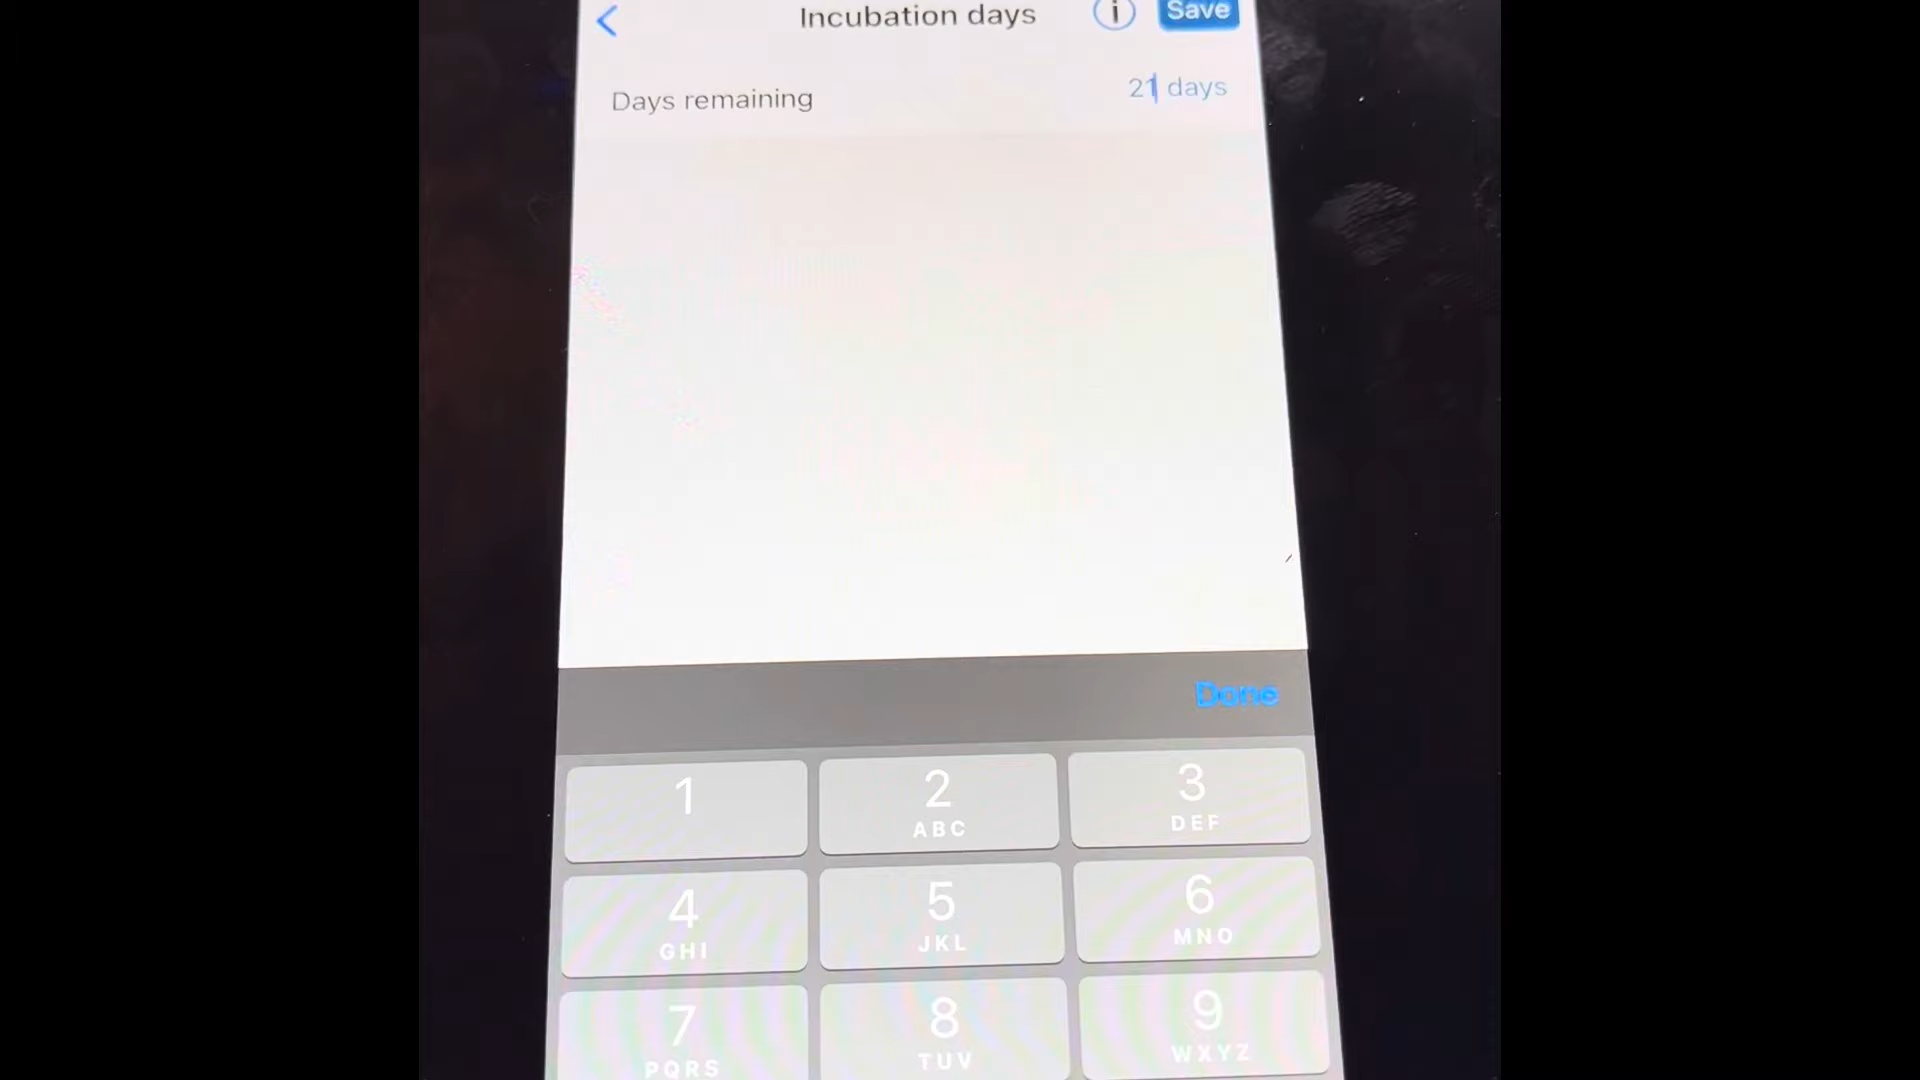 Incubation days
i
Save
Days remaining
21 days
Done
1
2
3
ABC
DEF
4
5
6
GHI
JKL
MNO
7
8
9
PQRS
TUV
WXYZ